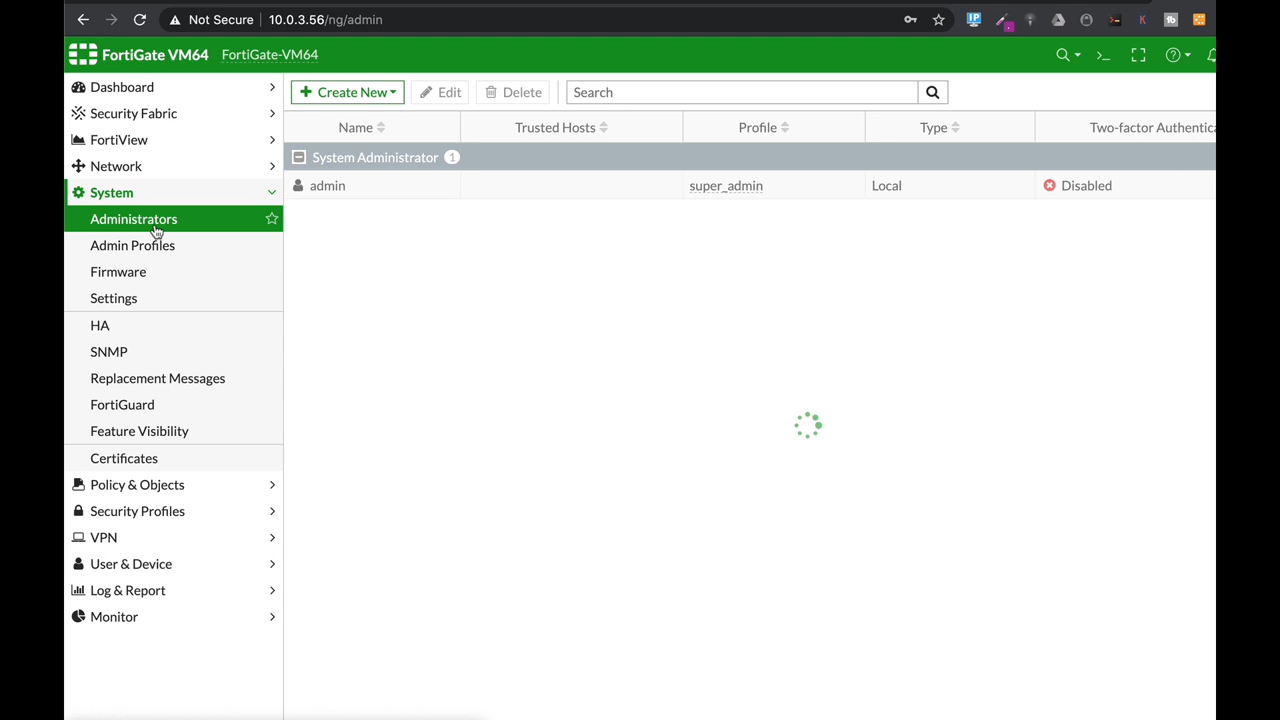 Not Secure | 10.0.3.56/ng/admin
FortiGate VM64 FortiGate-VM64
Dashboard
Security Fabric
FortiView
Network
System
Administrators
Admin Profiles
Firmware
Settings
HA
SNMP
Replacement Messages
FortiGuard
Feature Visibility
Certificates
Policy & Objects
Security Profiles
VPN
User & Device
Log & Report
Monitor
+ Create New Edit Delete Search
Name Trusted Hosts Profile Type Two-factor Authentica
System Administrator 1
admin super_admin Local Disabled